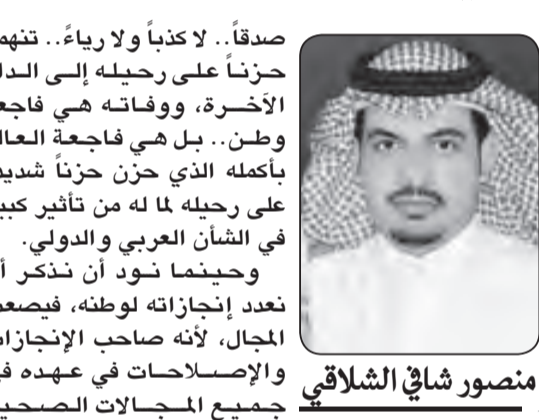 صدقاً.. لا كذباً ولا رياءً..
حزناً على رحيله إلى
الآخرة، ووفاته هي
وطن.. بل هي فاجعة
بأكمله الذي حزن حزناً
على رحيله لما له من تأثير
في الشأن العربي والدولي.
وحينما نود أن نذكر
نعدد إنجازاته لوطنه،
المجال، لأنه صاحب
والإصلاحات في عهده
جميع المجالات
منصور شافي الشلاقي